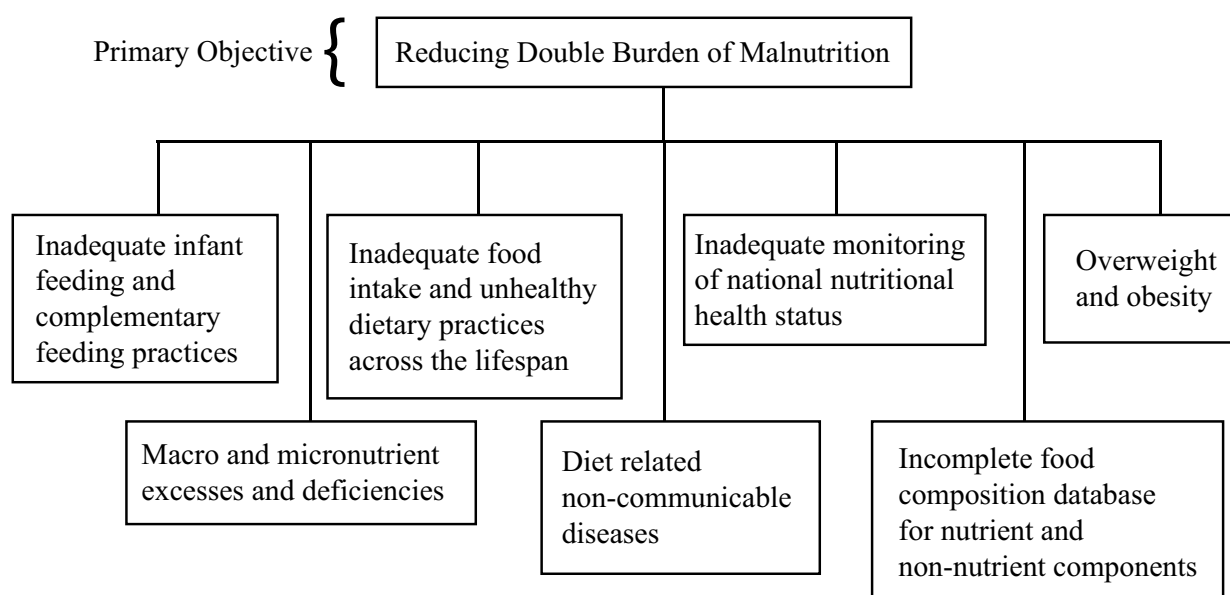 Primary Objective
Reducing Double Burden of Malnutrition
Inadequate infant
feeding and
complementary
feeding practices
Inadequate food
intake and unhealthy
dietary practices
across the lifespan
Inadequate monitoring
of national nutritional
health status
Overweight
and obesity
Macro and micronutrient
excesses and deficiencies
Diet related
non-communicable
diseases
Incomplete food
composition database
for nutrient and
non-nutrient components